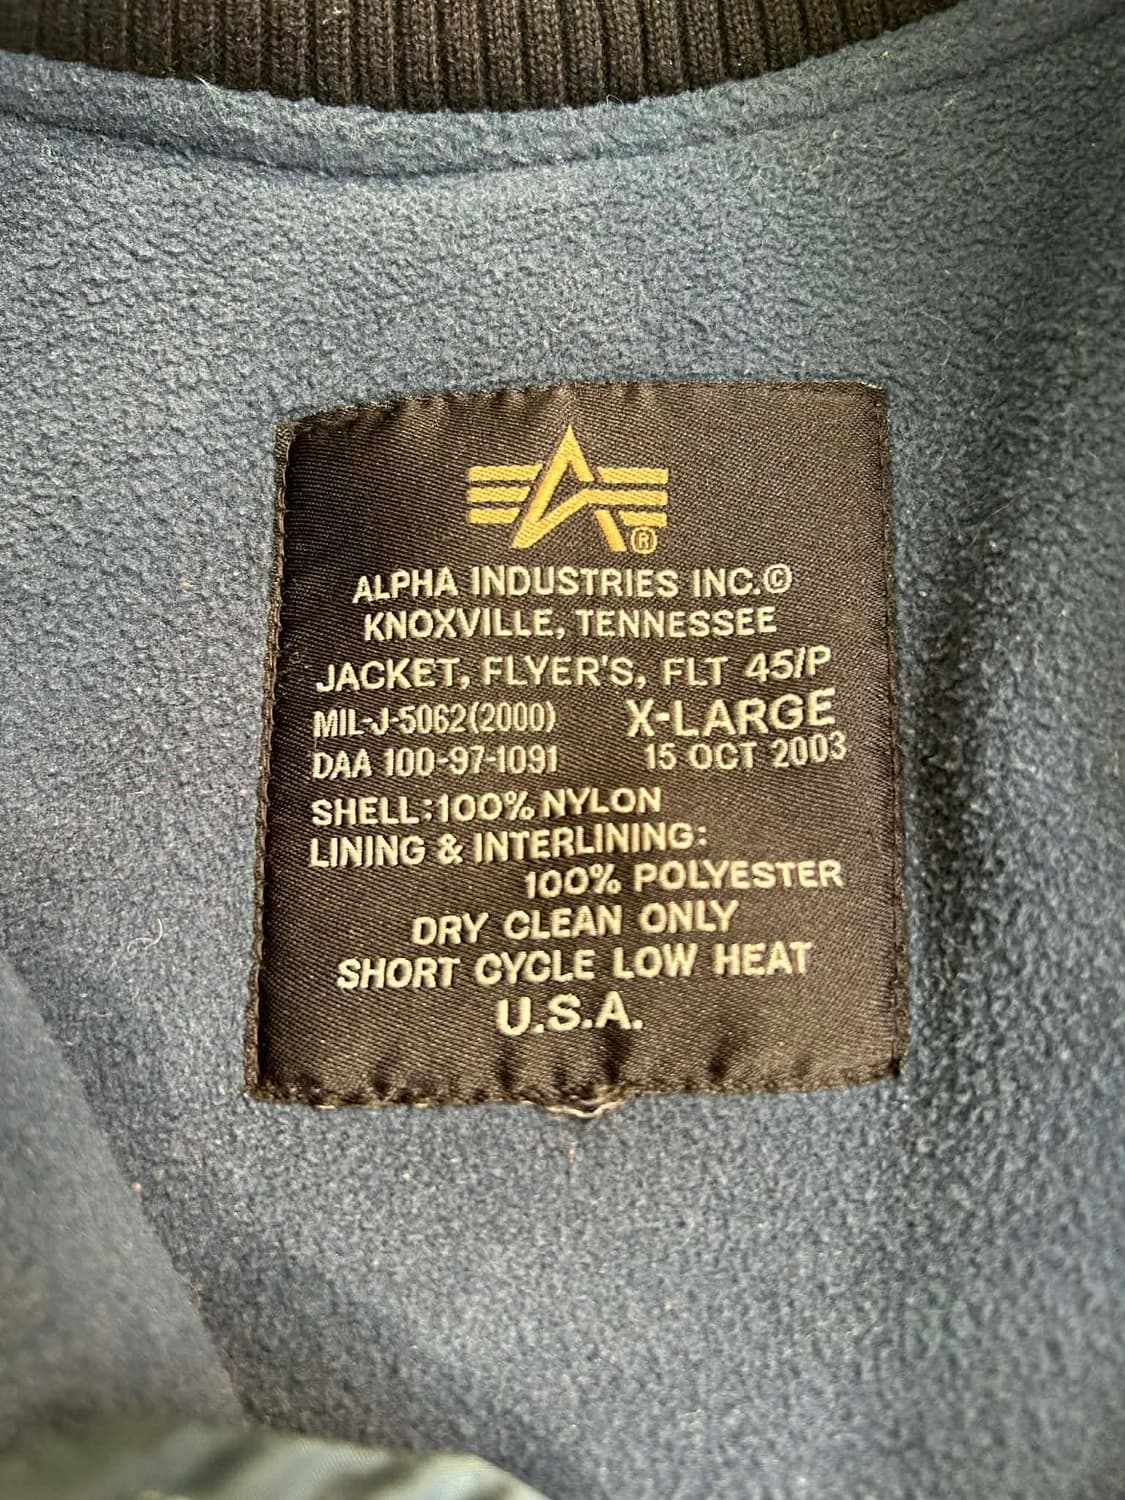 ®
ALPHA INDUSTRIES INC.©
KNOXVILLE, TENNESSEE
JACKET, FLYER'S, FLT 45/P
MIL-J-5062(2000) X-LARGE
DAA 100-97-1091 15 OCT 2003
SHELL:100% NYLON
LINING & INTERLINING:
100% POLYESTER
DRY CLEAN ONLY
SHORT CYCLE LOW HEAT
U.S.A.